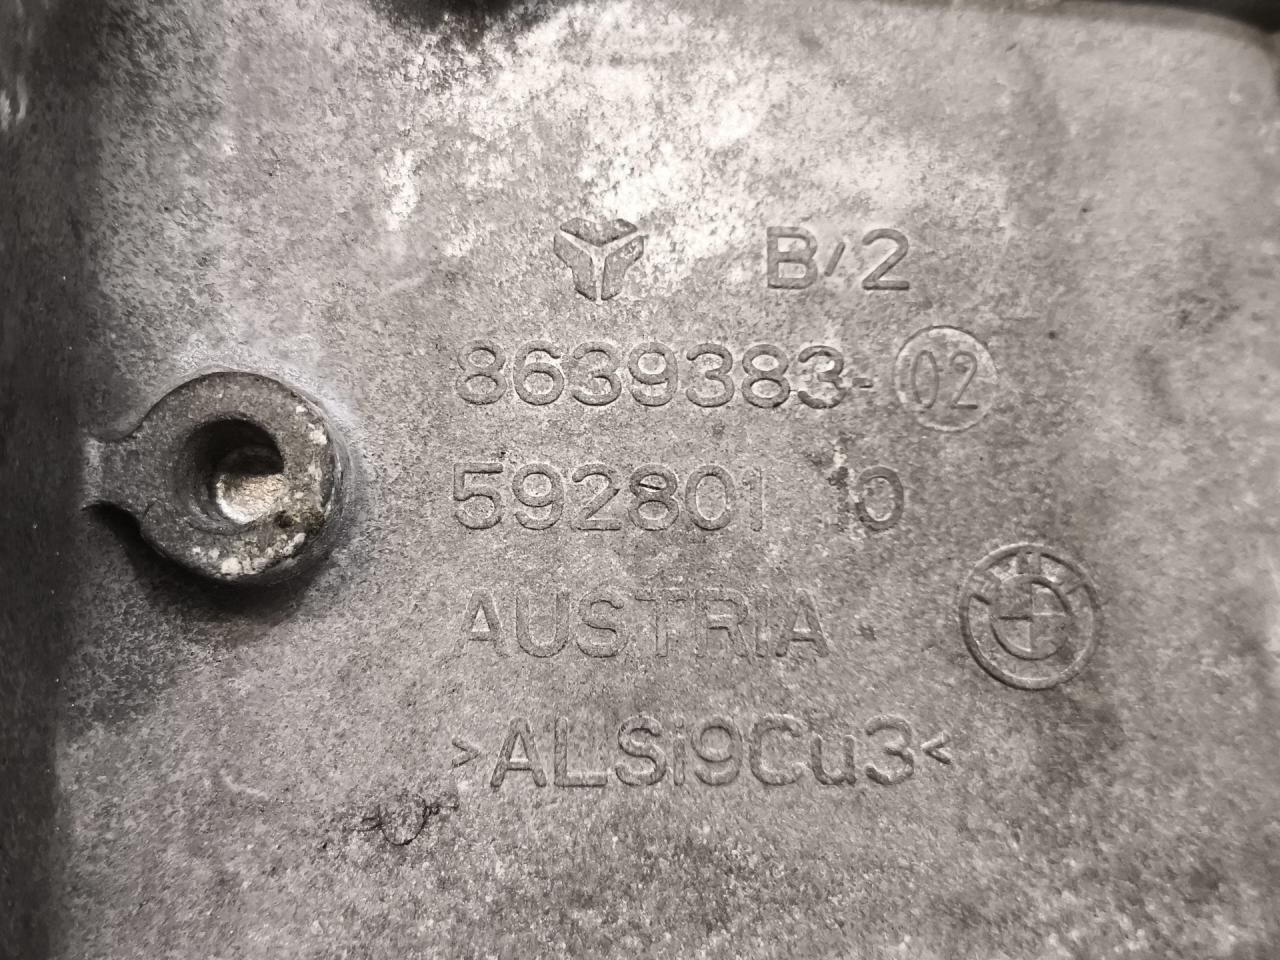 B/2
8639383-02
592801 10
AUSTRIA
>ALSi9Cu3<